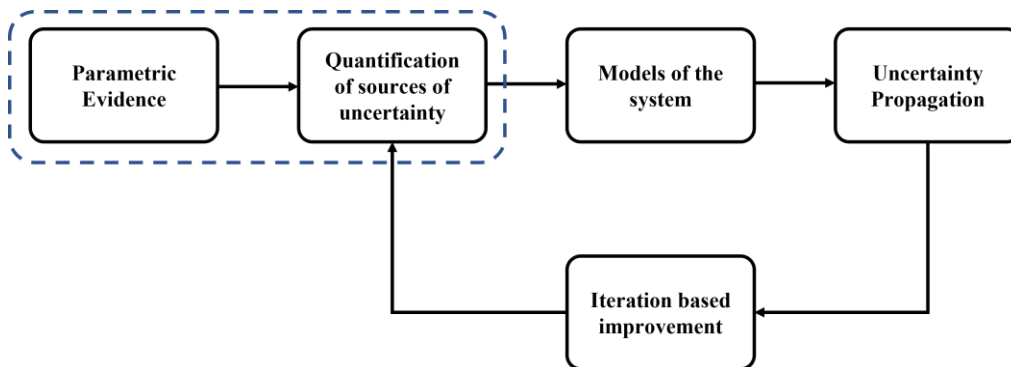 Parametric
Evidence
Quantification
of sources of
uncertainty
Models of the
system
Uncertainty
Propagation
Iteration based
improvement